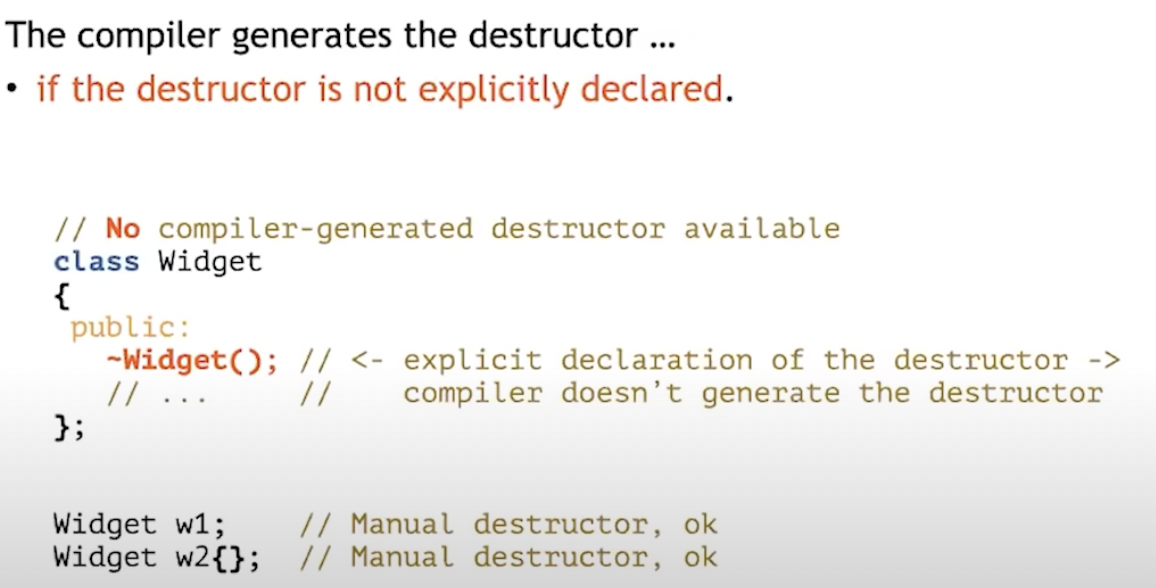 The compiler generates the destructor ...
• if the destructor is not explicitly declared.
// No compiler-generated destructor available
class Widget
{
public:
~Widget(); // <- explicit declaration of the destructor ->
// ... // compiler doesn't generate the destructor
};
Widget w1; // Manual destructor, ok
Widget w2{}; // Manual destructor, ok